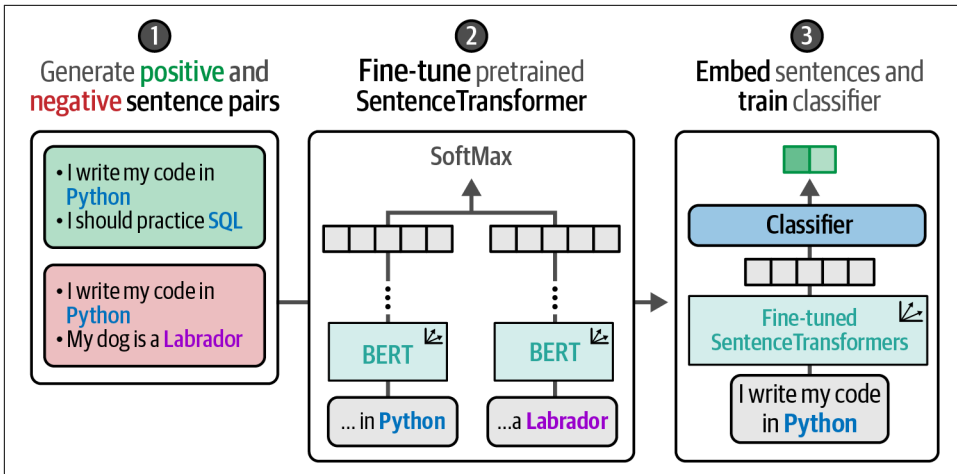 1
Generate positive and
negative sentence pairs
• I write my code in
Python
• I should practice SQL
• I write my code in
Python
• My dog is a Labrador
2
Fine-tune pretrained
SentenceTransformer
SoftMax
BERT
BERT
... in Python
...a Labrador
3
Embed sentences and
train classifier
Classifier
Fine-tuned
SentenceTransformers
I write my code
in Python